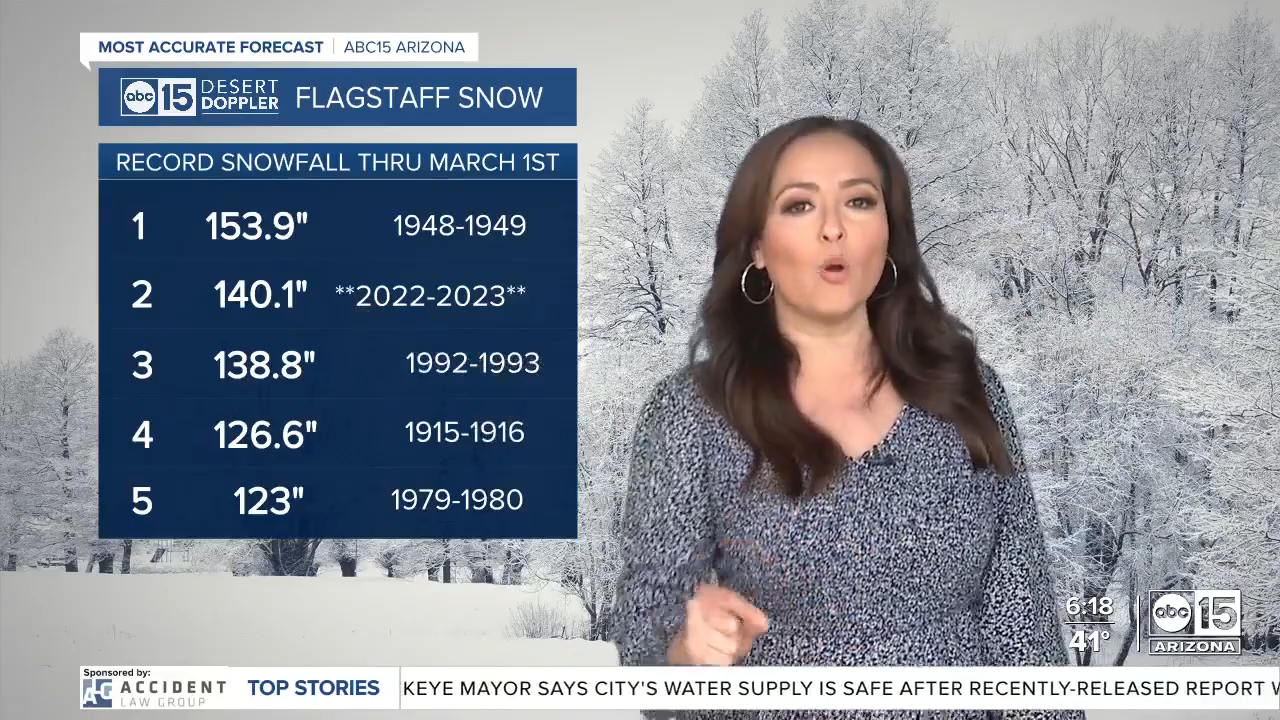 MOST ACCURATE FORECAST | ABC15 ARIZONA
abc 15 DESERT DOPPLER FLAGSTAFF SNOW
RECORD SNOWFALL THRU MARCH 1ST
1 153.9" 1948-1949
2 140.1" **2022-2023**
3 138.8" 1992-1993
4 126.6" 1915-1916
5 123" 1979-1980
6:18
41°
abc 15
ARIZONA
Sponsored by:
AG ACCIDENT LAW GROUP
TOP STORIES
KEYE MAYOR SAYS CITY'S WATER SUPPLY IS SAFE AFTER RECENTLY-RELEASED REPORT W